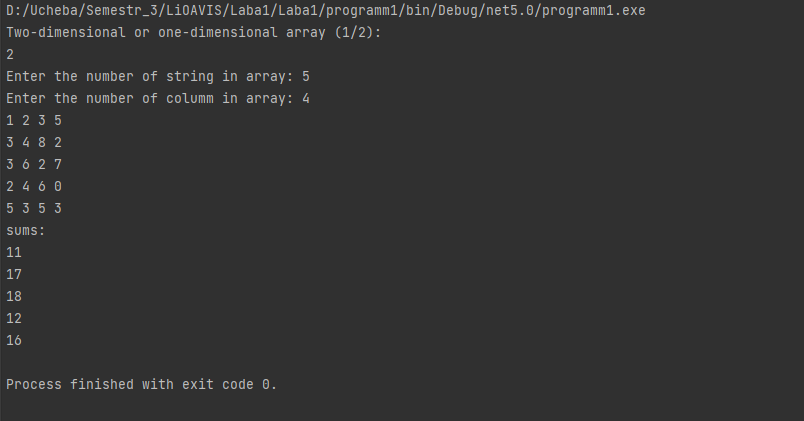 D:/Ucheba/Semestr_3/LiOAVIS/Laba1/Laba1/programm1/bin/Debug/net5.0/programm1.exe
Two-dimensional or one-dimensional array (1/2):
2
Enter the number of string in array: 5
Enter the number of columm in array: 4
1 2 3 5
3 4 8 2
3 6 2 7
2 4 6 0
5 3 5 3
sums:
11
17
18
12
16
Process finished with exit code 0.